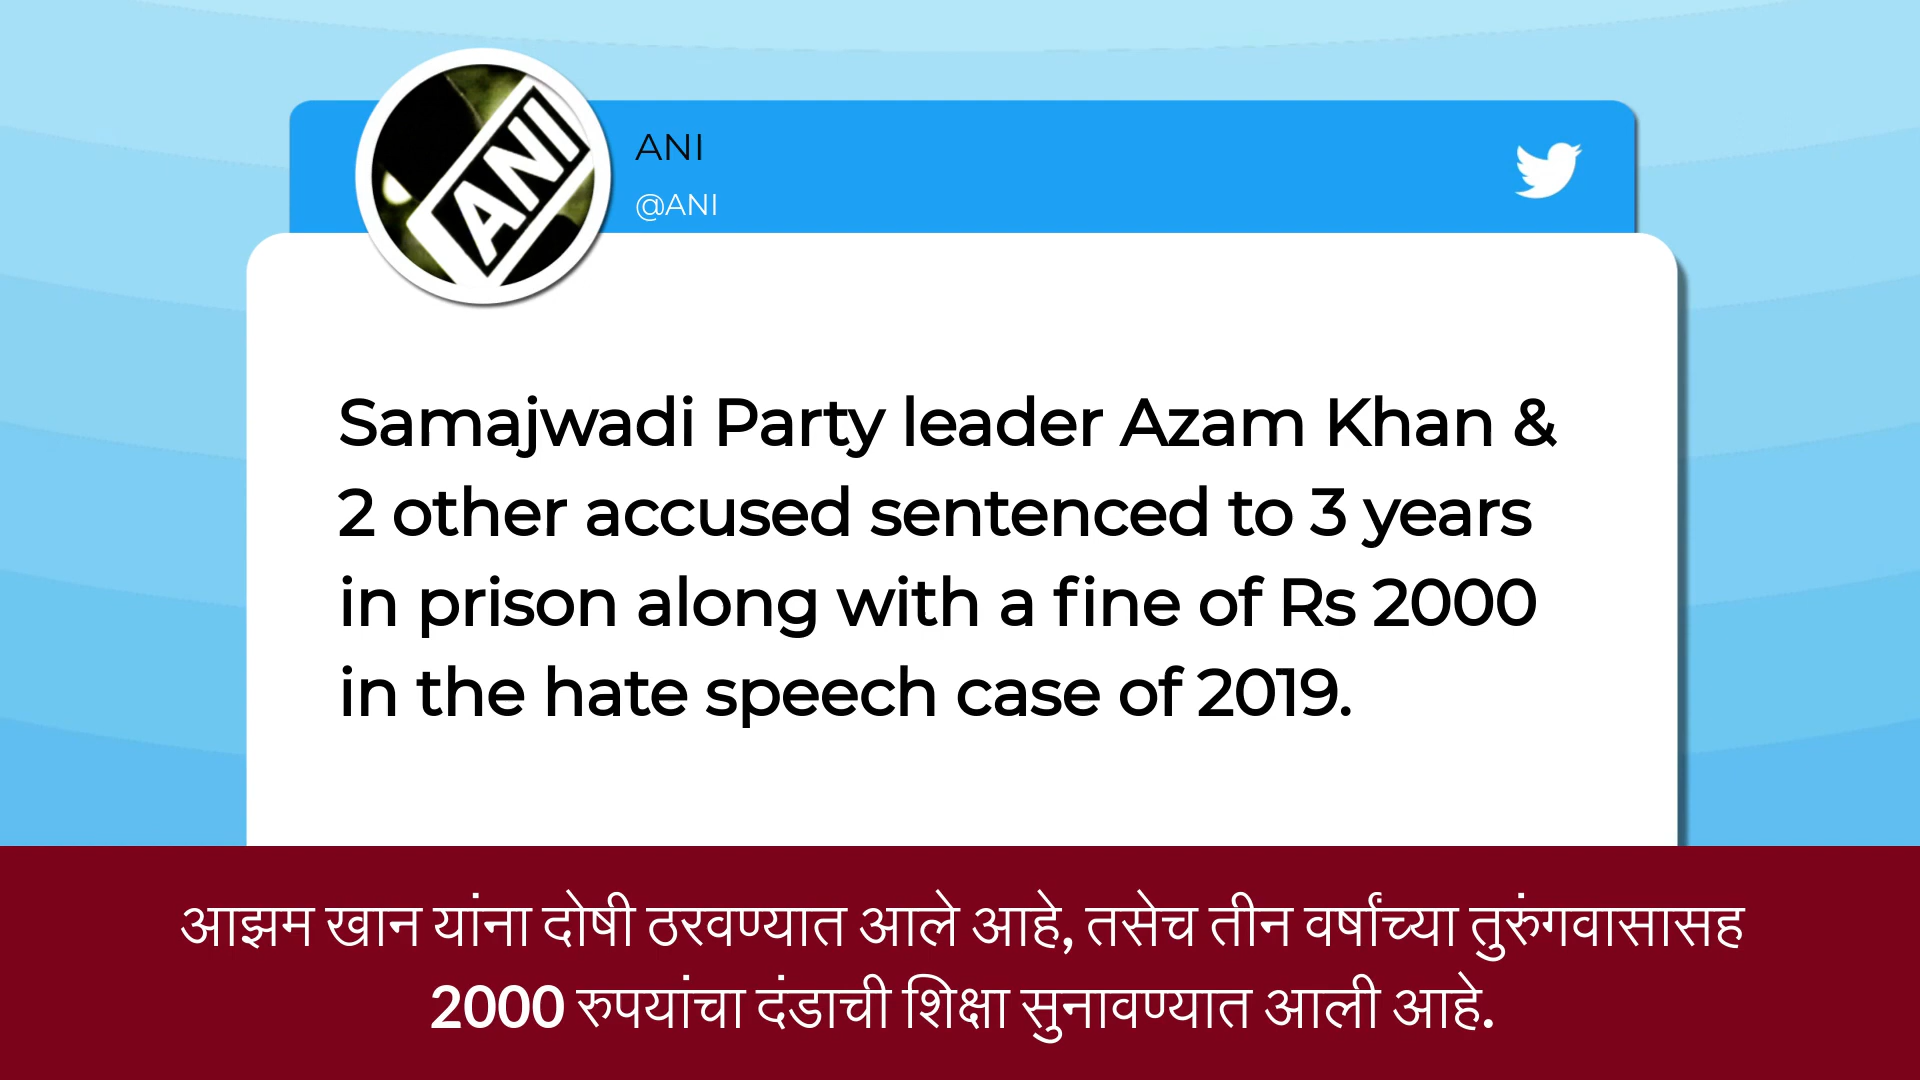 ANI
ANI
@ANI
Samajwadi Party leader Azam Khan &
2 other accused sentenced to 3 years
in prison along with a fine of Rs 2000
in the hate speech case of 2019.
आझम खान यांना दोषी ठरवण्यात आले आहे, तसेच तीन वर्षांच्या तुरुंगवासासह
2000 रुपयांचा दंडाची शिक्षा सुनावण्यात आली आहे.